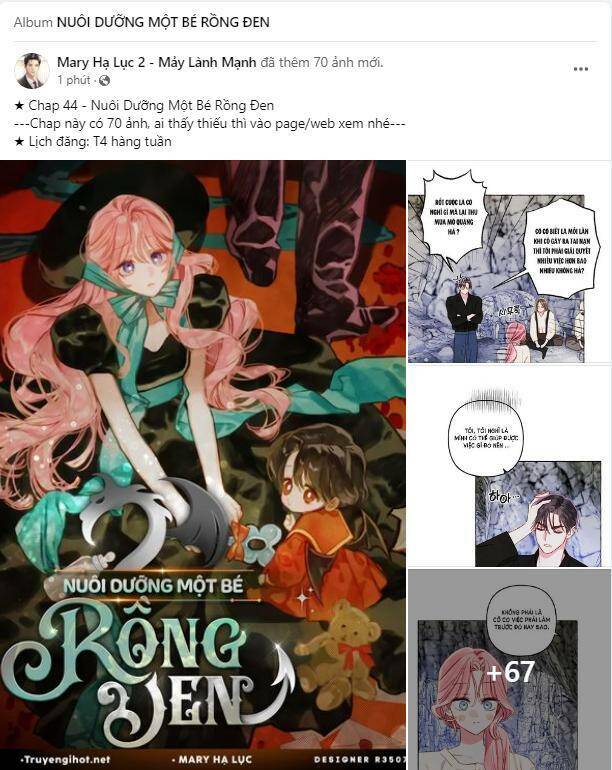 Album NUÔI DƯỠNG MỘT BÉ RỒNG ĐEN
Mary Hạ Lục 2 - Mảy Lành Mạnh đã thêm 70 ảnh mới.
1 phút ·
★ Chap 44 - Nuôi Dưỡng Một Bé Rồng Đen
---Chap này có 70 ảnh, ai thấy thiếu thì vào page/web xem nhé---
★ Lịch đăng: T4 hàng tuần
RỐT CUỘC LÀ CÔ
NGHĨ GÌ MÀ LẠI THU
MUA MỎ QUẶNG
HẢ ?
CÔ CÓ BIẾT LÀ MỖI LẦN
KHI CÔ GÂY RA TAI NẠN
THÌ TÔI PHẢI GIẢI QUYẾT
NHIỀU VIỆC HƠN BAO
NHIÊU KHÔNG HẢ?
TÔI, TÔI NGHĨ LÀ
MÌNH CÓ THỂ GIÚP ĐƯỢC
VIỆC GÌ ĐÓ NÊN ...
하아...
KHÔNG PHẢI LÀ
CÔ CÓ VIỆC PHẢI LÀM
TRƯỚC ĐÓ HAY SAO.
+67
NUÔI DƯỠNG MỘT BÉ
RỒNG
ĐEN
•Truyengihot.net
• MARY HẠ LỤC
DESIGNER R3507